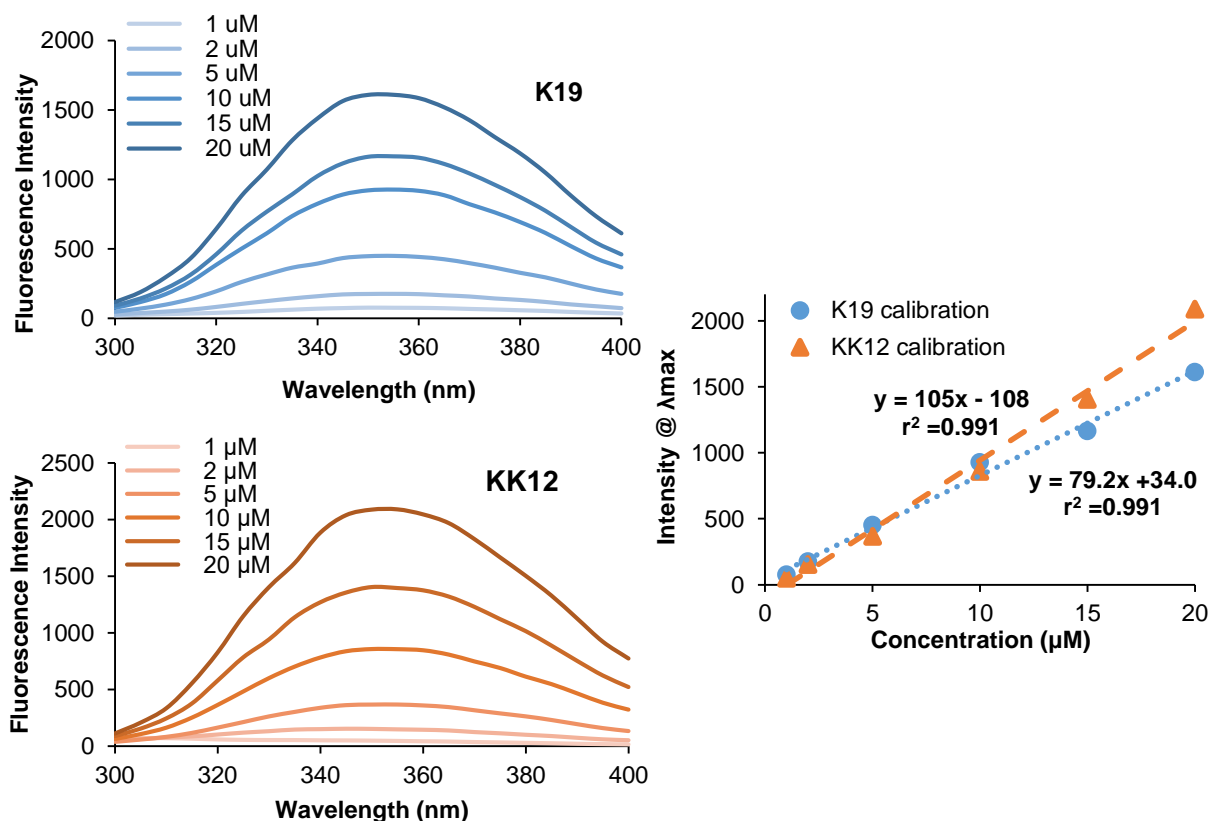 1 uM
2 uM
5 uM
10 uM
15 uM
20 uM
K19
2000
1500
1000
500
0
300 320 340 360 380 400
Fluorescence Intensity
Wavelength (nm)
1 µM
2 µM
5 µM
10 µM
15 µM
20 µM
KK12
2500
2000
1500
1000
500
0
300 320 340 360 380 400
Fluorescence Intensity
Wavelength (nm)
K19 calibration
KK12 calibration
y = 105x - 108
r² =0.991
y = 79.2x +34.0
r² =0.991
2000
1500
1000
500
0
0 5 10 15 20
Intensity @ λmax
Concentration (µM)